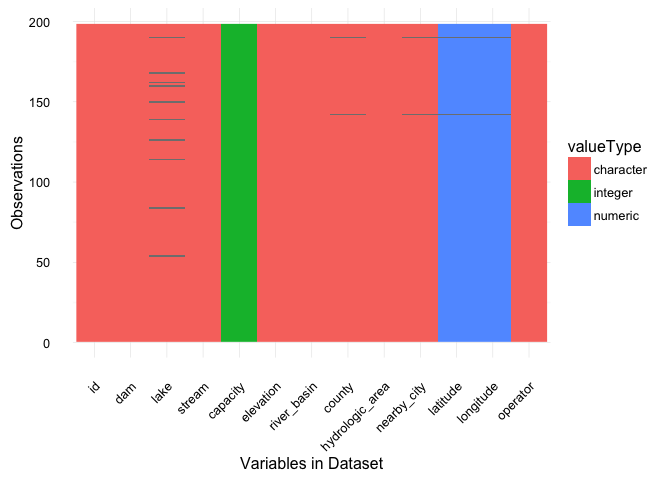 200
150
100
50
0
Observations
id
dam
lake
stream
capacity
elevation
river_basin
county
hydrologic_area
nearby_city
latitude
longitude
operator
Variables in Dataset
valueType
character
integer
numeric